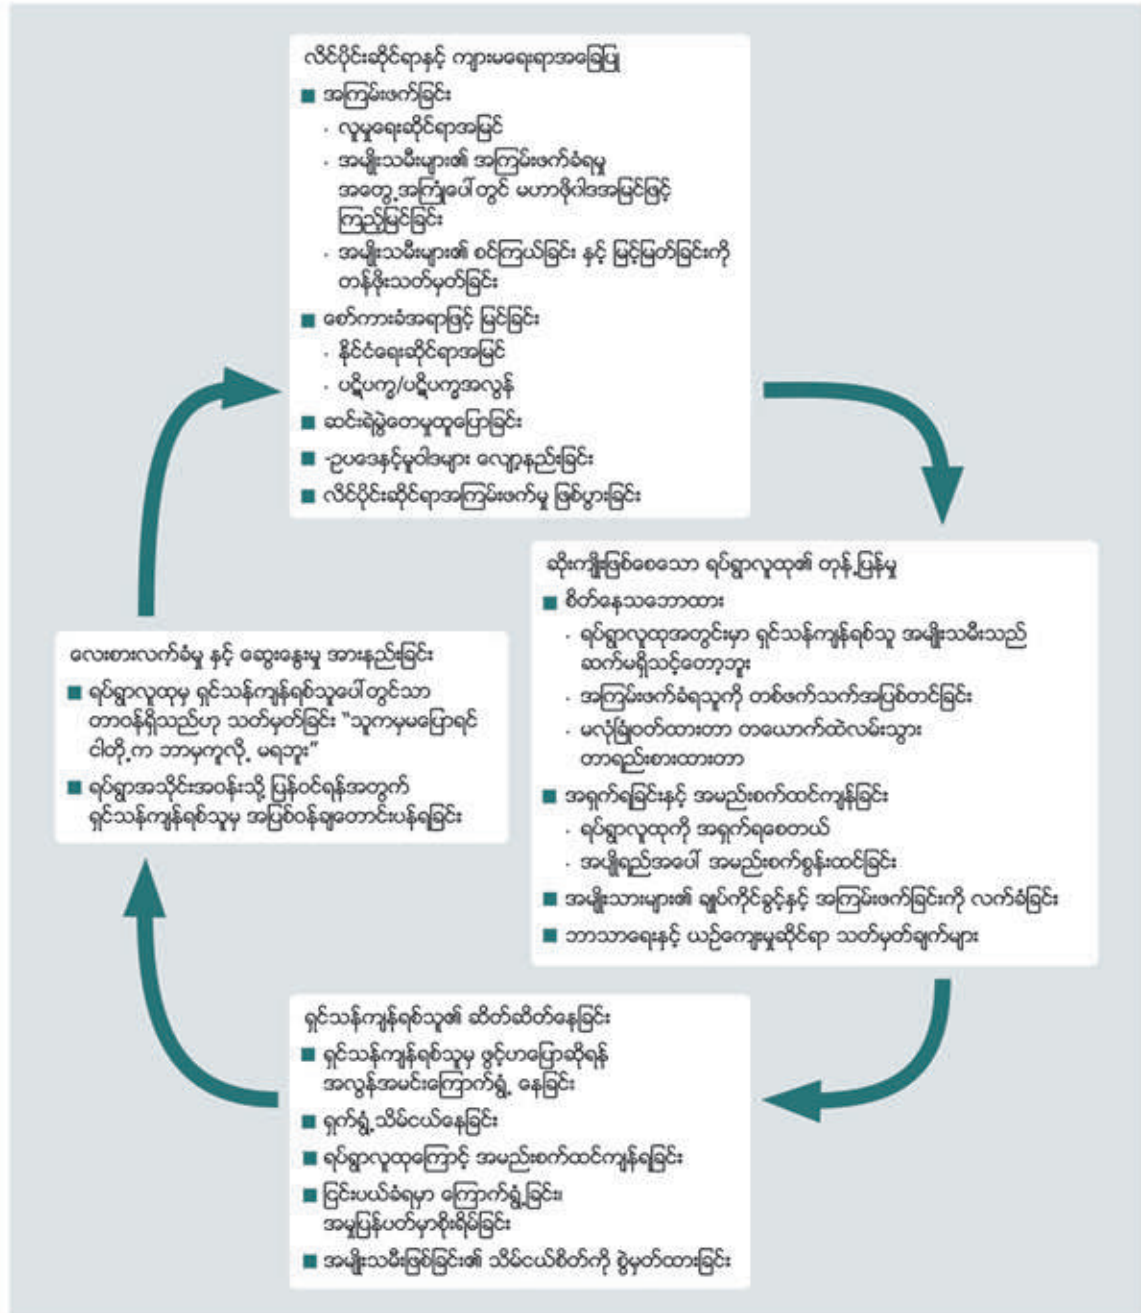 လိင်ပိုင်းဆိုင်ရာနှင့် ကျားမရေးရာအခြေပြု
■ အကြမ်းဖက်ခြင်း
· လူမှုရေးဆိုင်ရာအမြင်
· အမျိုးသမီးများ၏ အကြမ်းဖက်ခံရမှု
အတွေ့အကြုံပေါ်တွင် မဟာဖိုဂါဒအမြင်ဖြင့်
ကြည့်မြင်ခြင်း
· အမျိုးသမီးများ၏ စင်ကြယ်ခြင်း နှင့် မြင့်မြတ်ခြင်းကို
တန်ဖိုးသတ်မှတ်ခြင်း
■ စော်ကားခံအရာဖြင့် မြင်ခြင်း
· နိုင်ငံရေးဆိုင်ရာအမြင်
· ပဋိပက္ခ/ပဋိပက္ခအလွန်
■ ဆင်းရဲမွဲတေမှုထူပြောခြင်း
■ -ဥပဒေနှင့်မူဝါဒများ လျော့နည်းခြင်း
■ လိင်ပိုင်းဆိုင်ရာအကြမ်းဖက်မှု ဖြစ်ပွားခြင်း
ဆိုးကျိုးဖြစ်စေသော ရပ်ရွာလူထု၏ တုန့်ပြန်မှု
■ စိတ်နေသဘောထား
· ရပ်ရွာလူထုအတွင်းမှာ ရှင်သန်ကျန်ရစ်သူ အမျိုးသမီးသည်
ဆက်မရှိသင့်တော့ဘူး
· အကြမ်းဖက်ခံရသူကို တစ်ဖက်သက်အပြစ်တင်ခြင်း
· မလုံခြုံဝတ်ထားတာ တယောက်ထဲလမ်းသွား
တာရည်းစားထားတာ
■ အရှက်ရခြင်းနှင့် အမည်းစက်ထင်ကျန်ခြင်း
· ရပ်ရွာလူထုကို အရှက်ရစေတယ်
· အပျိုရည်အပေါ် အမည်းစက်စွန်းထင်ခြင်း
■ အမျိုးသားများ၏ ချုပ်ကိုင်ခွင့်နှင့် အကြမ်းဖက်ခြင်းကို လက်ခံခြင်း
■ ဘာသာရေးနှင့် ယဉ်ကျေးမှုဆိုင်ရာ သတ်မှတ်ချက်များ
ရှင်သန်ကျန်ရစ်သူ၏ ဆိတ်ဆိတ်နေခြင်း
■ ရှင်သန်ကျန်ရစ်သူမှ ဖွင့်ဟပြောဆိုရန်
အလွန်အမင်းကြောက်ရွံ့ နေခြင်း
■ ရှက်ရွံ့သိမ်ငယ်နေခြင်း
■ ရပ်ရွာလူထုကြောင့် အမည်းစက်ထင်ကျန်ရခြင်း
■ ငြင်းပယ်ခံရမှာ ကြောက်ရွံ့ခြင်း၊
အမှုပြန်ပတ်မှာစိုးရိမ်ခြင်း
■ အမျိုးသမီးဖြစ်ခြင်း၏ သိမ်ငယ်စိတ်ကို စွဲမှတ်ထားခြင်း
လေးစားလက်ခံမှု နှင့် ဆွေးနွေးမှု အားနည်းခြင်း
■ ရပ်ရွာလူထုမှ ရှင်သန်ကျန်ရစ်သူပေါ်တွင်သာ
တာဝန်ရှိသည်ဟု သတ်မှတ်ခြင်း “သူကမှမပြောရင်
ငါတို့က ဘာမှကူလို့ မရဘူး”
■ ရပ်ရွာအသိုင်းအဝန်းသို့ ပြန်ဝင်ရန်အတွက်
ရှင်သန်ကျန်ရစ်သူမှ အပြစ်ဝန်ချတောင်းပန်ရခြင်း